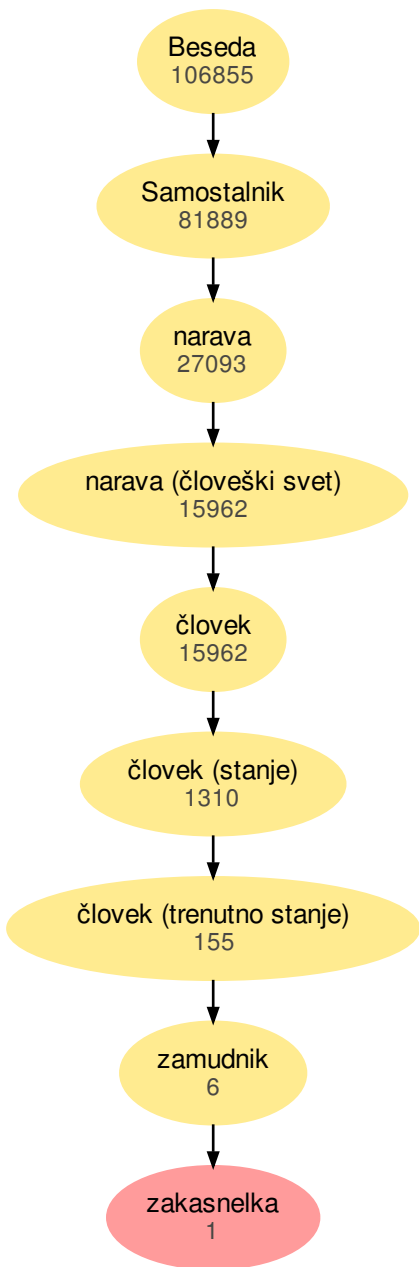 Beseda
106855
Samostalnik
81889
narava
27093
narava (človeški svet)
15962
človek
15962
človek (stanje)
1310
človek (trenutno stanje)
155
zamudnik
6
zakasnelka
1